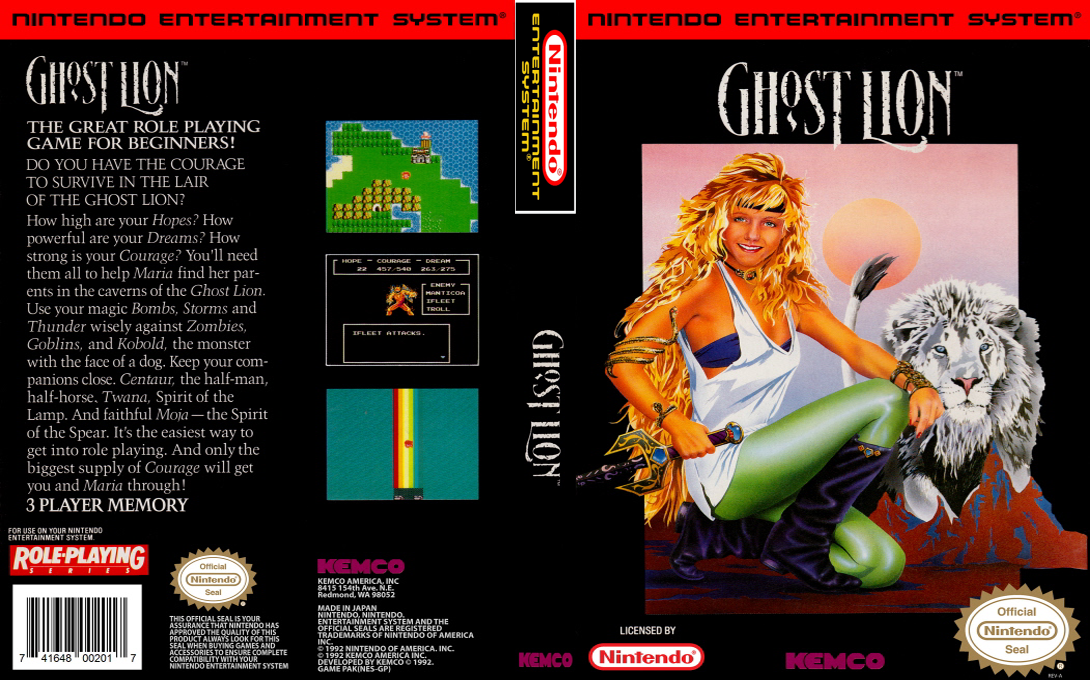 NINTENDO ENTERTAINMENT SYSTEM®
GHOST LION™
THE GREAT ROLE PLAYING
GAME FOR BEGINNERS!
DO YOU HAVE THE COURAGE
TO SURVIVE IN THE LAIR
OF THE GHOST LION?
How high are your Hopes? How
powerful are your Dreams? How
strong is your Courage? You'll need
them all to help Maria find her par-
ents in the caverns of the Ghost Lion.
Use your magic Bombs, Storms and
Thunder wisely against Zombies,
Goblins, and Kobold, the monster
with the face of a dog. Keep your com-
panions close. Centaur, the half-man,
half-horse. Twana, Spirit of the
Lamp. And faithful Moja—the Spirit
of the Spear. It's the easiest way to
get into role playing. And only the
biggest supply of Courage will get
you and Maria through!
3 PLAYER MEMORY
HOPE - COURAGE - DREAM
22 457/540 263/275
ENEMY
MANTICOA
IFLEET
TROLL
IFLEET ATTACKS.
FOR USE ON YOUR NINTENDO
ENTERTAINMENT SYSTEM.
ROLE-PLAYING
SERIES
7 41648 00201 7
Official
Nintendo®
Seal
THIS OFFICIAL SEAL IS YOUR
ASSURANCE THAT NINTENDO HAS
APPROVED THE QUALITY OF THIS
PRODUCT ALWAYS LOOK FOR THIS
SEAL WHEN BUYING GAMES AND
ACCESSORIES TO ENSURE COMPLETE
COMPATIBILITY WITH YOUR
NINTENDO ENTERTAINMENT SYSTEM
KEMCO
KEMCO AMERICA, INC
8415 154th Ave. N.E.
Redmond, WA 98052
MADE IN JAPAN
NINTENDO, NINTENDO.
ENTERTAINMENT SYSTEM AND THE
OFFICIAL SEALS ARE REGISTERED
TRADEMARKS OF NINTENDO OF AMERICA
INC.
© 1992 NINTENDO OF AMERICA. INC.
© 1992 KEMCO AMERICA INC.
DEVELOPED BY KEMCO © 1992.
GAME PAK(NES-GP)
Nintendo®
ENTERTAINMENT
SYSTEM®
GHOST LION™
KEMCO
NINTENDO ENTERTAINMENT SYSTEM®
GHOST LION™
LICENSED BY
Nintendo®
KEMCO
Official
Nintendo®
Seal
REV-A